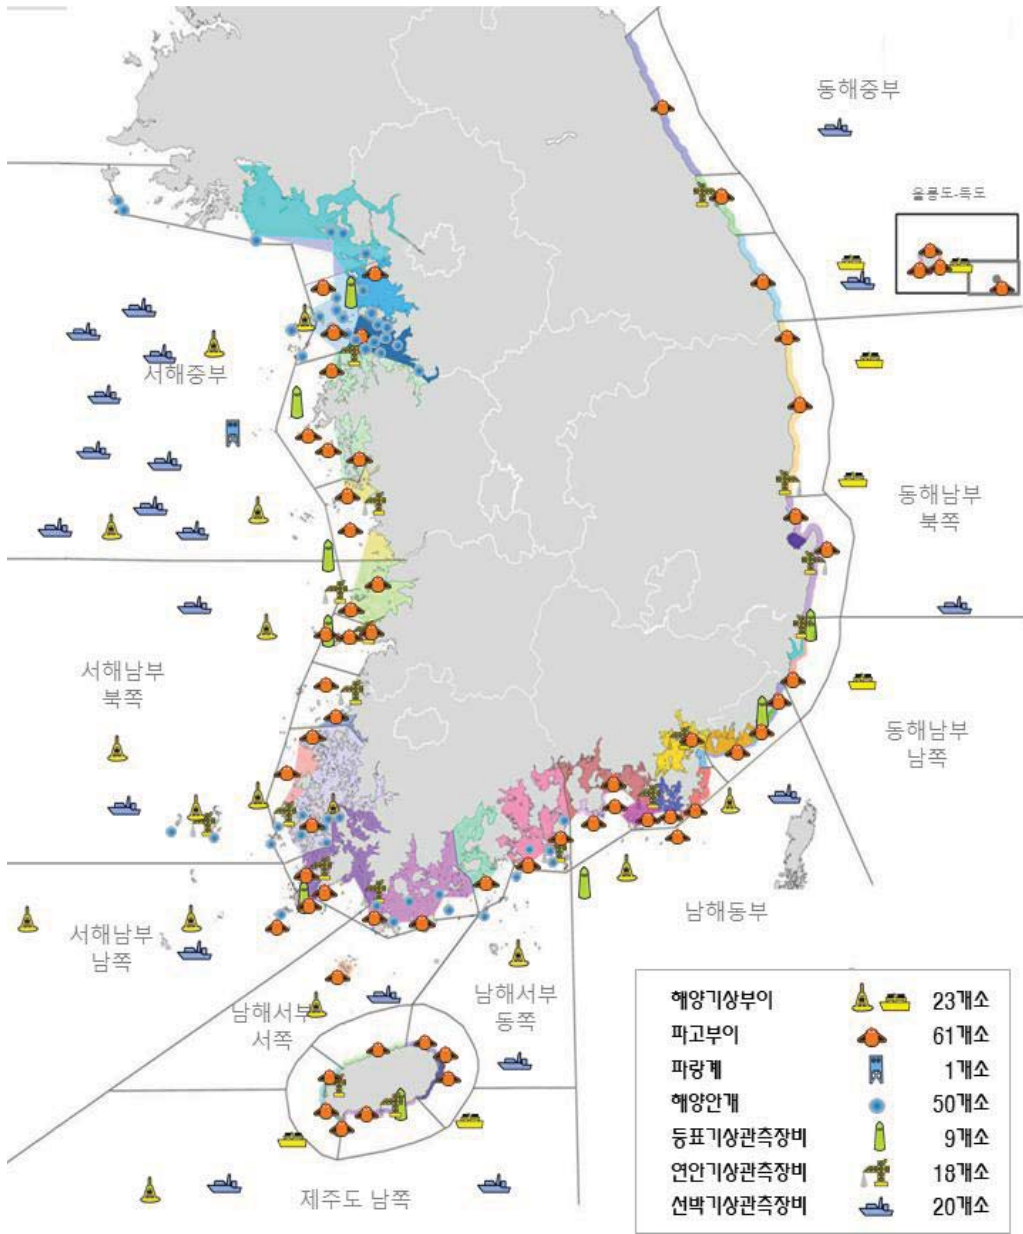 동해중부
울릉도-독도
서해중부
동해남부
북쪽
서해남부
북쪽
동해남부
남쪽
남해동부
서해남부
남쪽
남해서부
서쪽
남해서부
동쪽
제주도 남쪽
해양기상부이 23개소
파고부이 61개소
파랑계 1개소
해양안개 50개소
등표기상관측장비 9개소
연안기상관측장비 18개소
선박기상관측장비 20개소